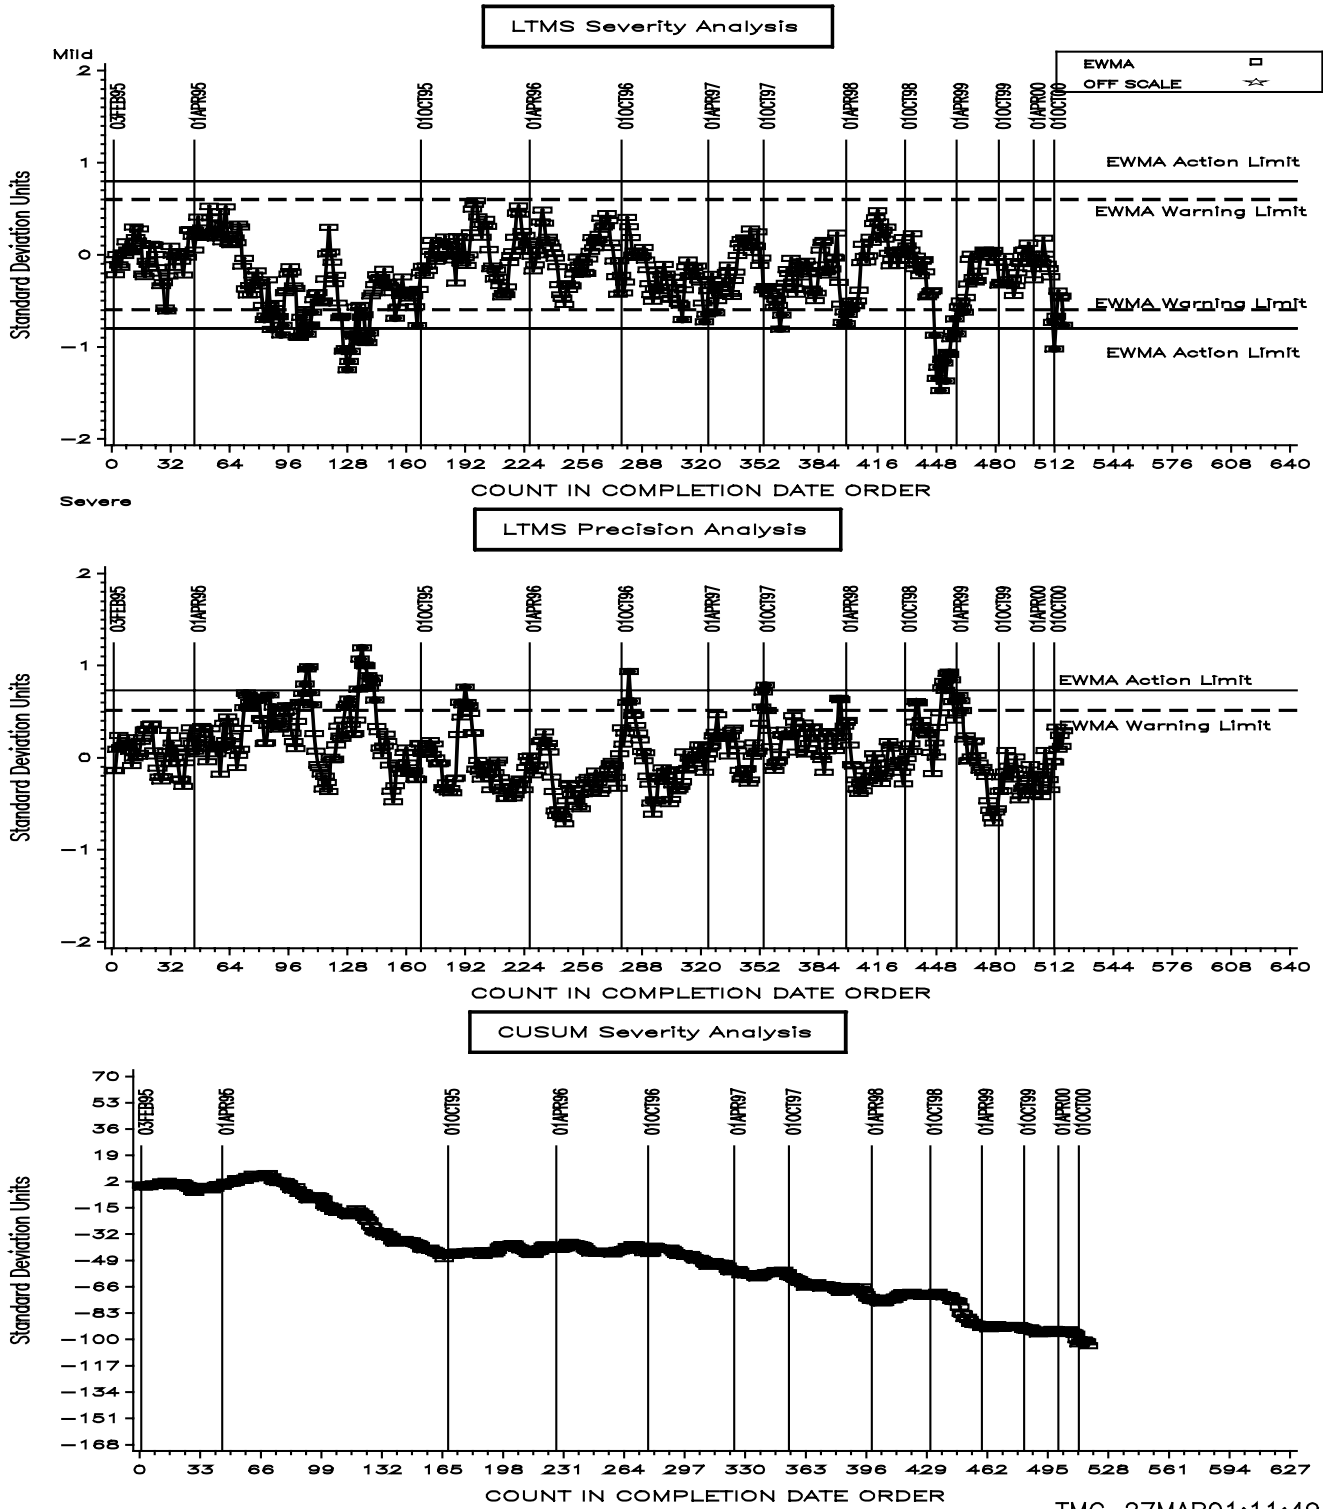 LTMS Severity Analysis
Mild
EWMA
OFF SCALE
03FEB95 01APR95 01OCT95 01APR96 01OCT96 01APR97 01OCT97 01APR98 01OCT98 01APR99 01OCT99 01APR00 01OCT00
Standard Deviation Units
2
1
0
-1
-2
EWMA Action Limit
EWMA Warning Limit
EWMA Warning Limit
EWMA Action Limit
0 32 64 96 128 160 192 224 256 288 320 352 384 416 448 480 512 544 576 608 640
COUNT IN COMPLETION DATE ORDER
Severe
LTMS Precision Analysis
03FEB95 01APR95 01OCT95 01APR96 01OCT96 01APR97 01OCT97 01APR98 01OCT98 01APR99 01OCT99 01APR00 01OCT00
Standard Deviation Units
2
1
0
-1
-2
EWMA Action Limit
EWMA Warning Limit
0 32 64 96 128 160 192 224 256 288 320 352 384 416 448 480 512 544 576 608 640
COUNT IN COMPLETION DATE ORDER
CUSUM Severity Analysis
03FEB95 01APR95 01OCT95 01APR96 01OCT96 01APR97 01OCT97 01APR98 01OCT98 01APR99 01OCT99 01APR00 01OCT00
Standard Deviation Units
70
53
36
19
2
-15
-32
-49
-66
-83
-100
-117
-134
-151
-168
0 33 66 99 132 165 198 231 264 297 330 363 396 429 462 495 528 561 594 627
COUNT IN COMPLETION DATE ORDER